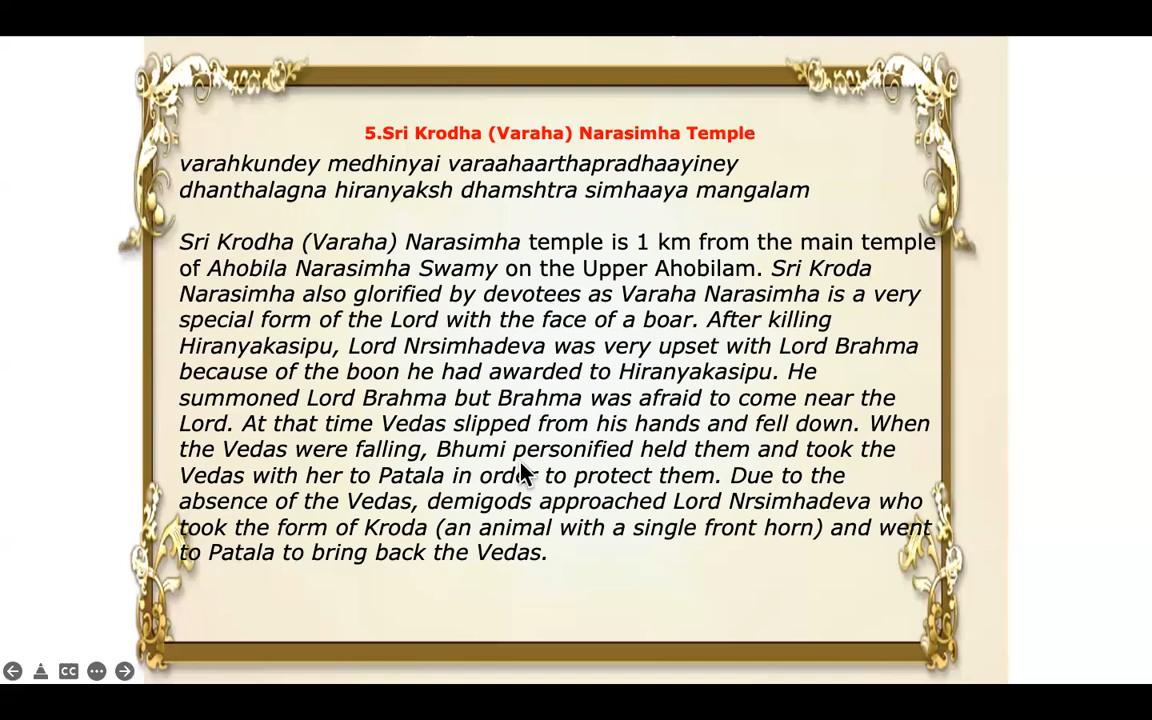 5.Sri Krodha (Varaha) Narasimha Temple
varahkundey medhinyai varaahaarthapradhaayiney
dhanthalagna hiranyaksh dhamshtra simhaaya mangalam
Sri Krodha (Varaha) Narasimha temple is 1 km from the main temple
of Ahobila Narasimha Swamy on the Upper Ahobilam. Sri Kroda
Narasimha also glorified by devotees as Varaha Narasimha is a very
special form of the Lord with the face of a boar. After killing
Hiranyakasipu, Lord Nrsimhadeva was very upset with Lord Brahma
because of the boon he had awarded to Hiranyakasipu. He
summoned Lord Brahma but Brahma was afraid to come near the
Lord. At that time Vedas slipped from his hands and fell down. When
the Vedas were falling, Bhumi personified held them and took the
Vedas with her to Patala in order to protect them. Due to the
absence of the Vedas, demigods approached Lord Nrsimhadeva who
took the form of Kroda (an animal with a single front horn) and went
to Patala to bring back the Vedas.
CC